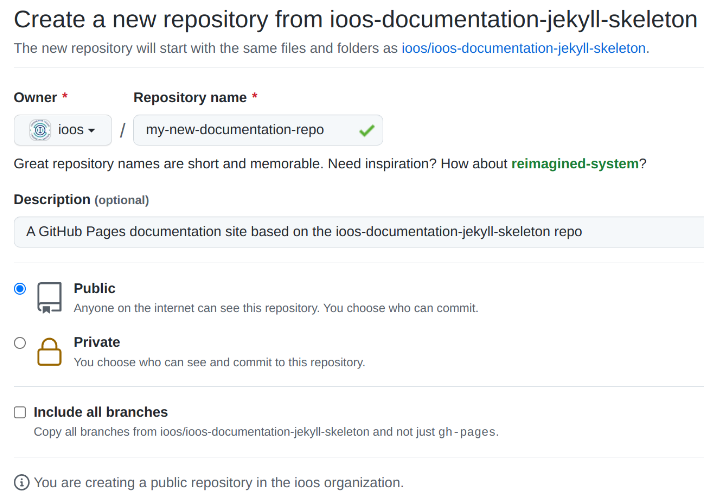 Create a new repository from ioos-documentation-jekyll-skeleton
The new repository will start with the same files and folders as ioos/ioos-documentation-jekyll-skeleton.
Owner * Repository name *
ioos / my-new-documentation-repo
Great repository names are short and memorable. Need inspiration? How about reimagined-system?
Description (optional)
A GitHub Pages documentation site based on the ioos-documentation-jekyll-skeleton repo
Public
Anyone on the internet can see this repository. You choose who can commit.
Private
You choose who can see and commit to this repository.
Include all branches
Copy all branches from ioos/ioos-documentation-jekyll-skeleton and not just gh-pages.
You are creating a public repository in the ioos organization.